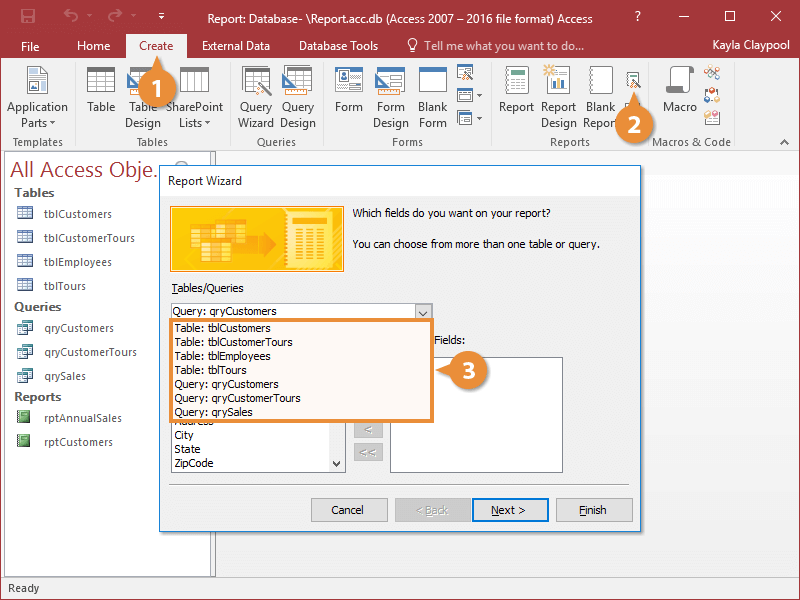 Report: Database- \Report.acc.db (Access 2007 – 2016 file format) Access
?
File
Home
Create
External Data
Database Tools
Tell me what you want to do...
Kayla Claypool
Application Parts
Table
Table Design
SharePoint Lists
Query Wizard
Query Design
Form
Form Design
Blank Form
Report
Report Design
Blank Report
Macro
1
2
Templates
Tables
Queries
Forms
Reports
Macros & Code
All Access Obje...
Tables
tblCustomers
tblCustomerTours
tblEmployees
tblTours
Queries
qryCustomers
qryCustomerTours
qrySales
Reports
rptAnnualSales
rptCustomers
Report Wizard
Which fields do you want on your report?
You can choose from more than one table or query.
Tables/Queries
Query: qryCustomers
Table: tblCustomers
Table: tblCustomerTours
Table: tblEmployees
Table: tblTours
Query: qryCustomers
Query: qryCustomerTours
Query: qrySales
Fields:
3
Address
City
State
ZipCode
<
<<
Cancel
< Back
Next >
Finish
Ready